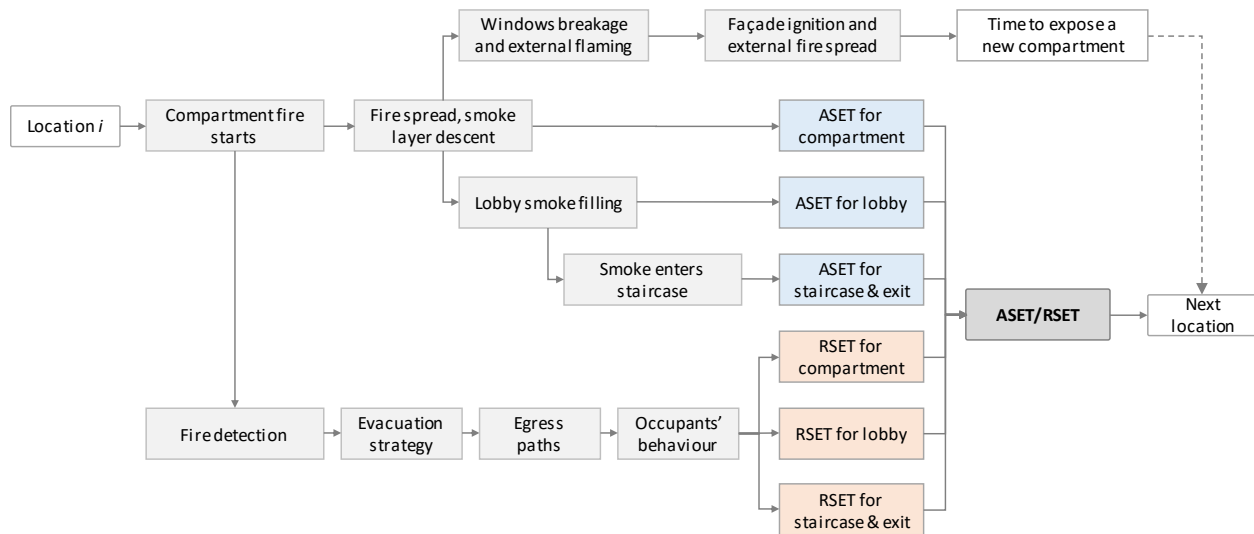 Windows breakage
and external flaming
Façade ignition and
external fire spread
Time to expose a
new compartment
Location i
Compartment fire
starts
Fire spread, smoke
layer descent
ASET for
compartment
Lobby smoke filling
ASET for lobby
Smoke enters
staircase
ASET for
staircase & exit
ASET/RSET
Next
location
RSET for
compartment
Fire detection
Evacuation
strategy
Egress
paths
Occupants’
behaviour
RSET for lobby
RSET for
staircase & exit